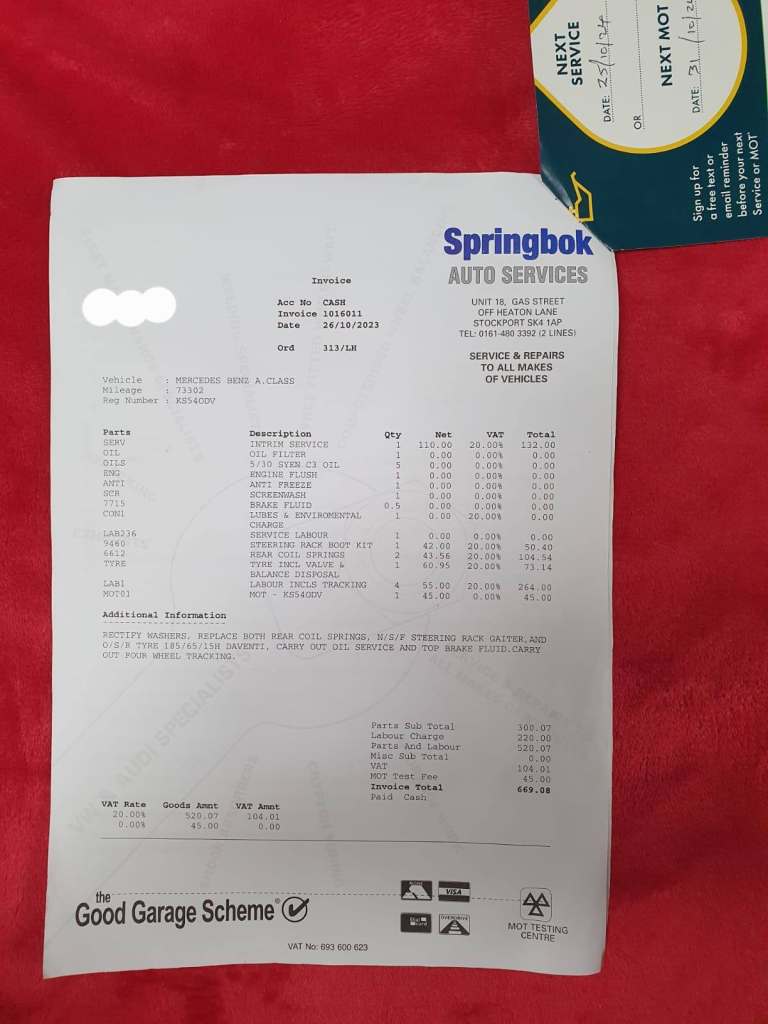 NEXT
SERVICE
DATE: 25/10/24
OR
NEXT MOT
DATE: 31/10/24
Sign up for
a free text or
email reminder
before your next
Service or MOT
Springbok
AUTO SERVICES
UNIT 18, GAS STREET
OFF HEATON LANE
STOCKPORT SK4 1AP
TEL: 0161-480 3392 (2 LINES)
SERVICE & REPAIRS
TO ALL MAKES
OF VEHICLES
Invoice
Acc No CASH
Invoice 1016011
Date 26/10/2023
Ord 313/LH
Vehicle : MERCEDES BENZ A.CLASS
Mileage : 73302
Reg Number : KS54ODV
Parts Description Qty Net VAT Total
SERV INTRIM SERVICE 1 110.00 20.00% 132.00
OIL OIL FILTER 1 0.00 0.00% 0.00
OILS 5/30 SYEN C3 OIL 5 0.00 0.00% 0.00
ENG ENGINE FLUSH 1 0.00 0.00% 0.00
ANTI ANTI FREEZE 1 0.00 0.00% 0.00
SCR SCREENWASH 1 0.00 0.00% 0.00
7715 BRAKE FLUID 0.5 0.00 0.00% 0.00
CON1 LUBES & ENVIROMENTAL 1 0.00 20.00% 0.00
CHARGE
LAB236 SERVICE LABOUR 1 0.00 0.00% 0.00
9460 STEERING RACK BOOT KIT 1 42.00 20.00% 50.40
6612 REAR COIL SPRINGS 2 43.56 20.00% 104.54
TYRE TYRE INCL VALVE & 1 60.95 20.00% 73.14
BALANCE DISPOSAL
LAB1 LABOUR INCLS TRACKING 4 55.00 20.00% 264.00
MOT01 MOT - KS54ODV 1 45.00 0.00% 45.00
Additional Information
RECTIFY WASHERS, REPLACE BOTH REAR COIL SPRINGS, N/S/F STEERING RACK GAITER,AND
O/S/R TYRE 185/65/15H DAVENTI, CARRY OUT OIL SERVICE AND TOP BRAKE FLUID.CARRY
OUT FOUR WHEEL TRACKING.
Parts Sub Total 300.07
Labour Charge 220.00
Parts And Labour 520.07
Misc Sub Total 0.00
VAT 104.01
MOT Test Fee 45.00
Invoice Total 669.08
Paid Cash
VAT Rate Goods Amnt VAT Amnt
20.00% 520.07 104.01
0.00% 45.00 0.00
the
Good Garage Scheme®
VISA
OVERDRIVE
MOT TESTING
CENTRE
VAT No: 693 600 623